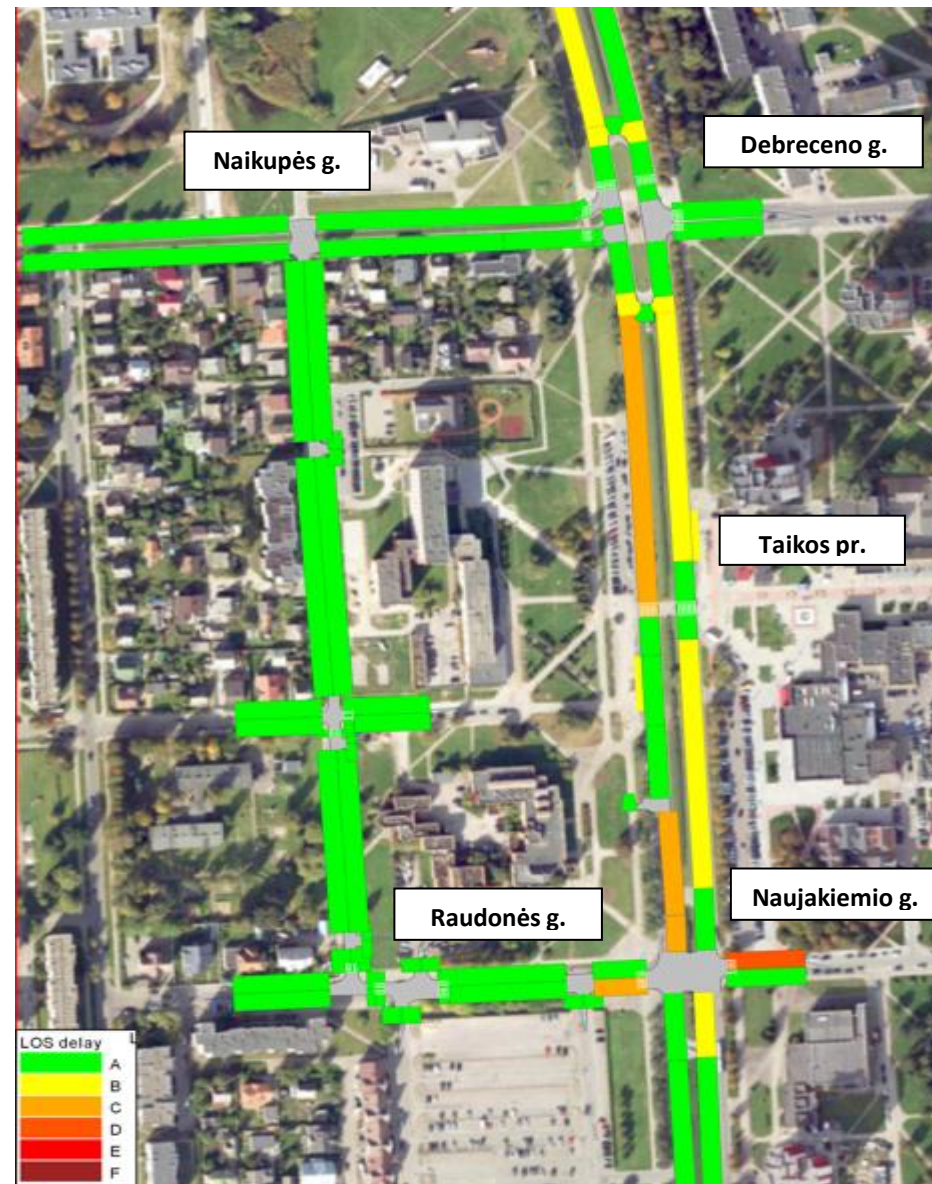 Debreceno g.
Naikupės g.
Taikos pr.
Naujakiemio g.
Raudonės g.
LOS delay
A
B
C
D
E
F